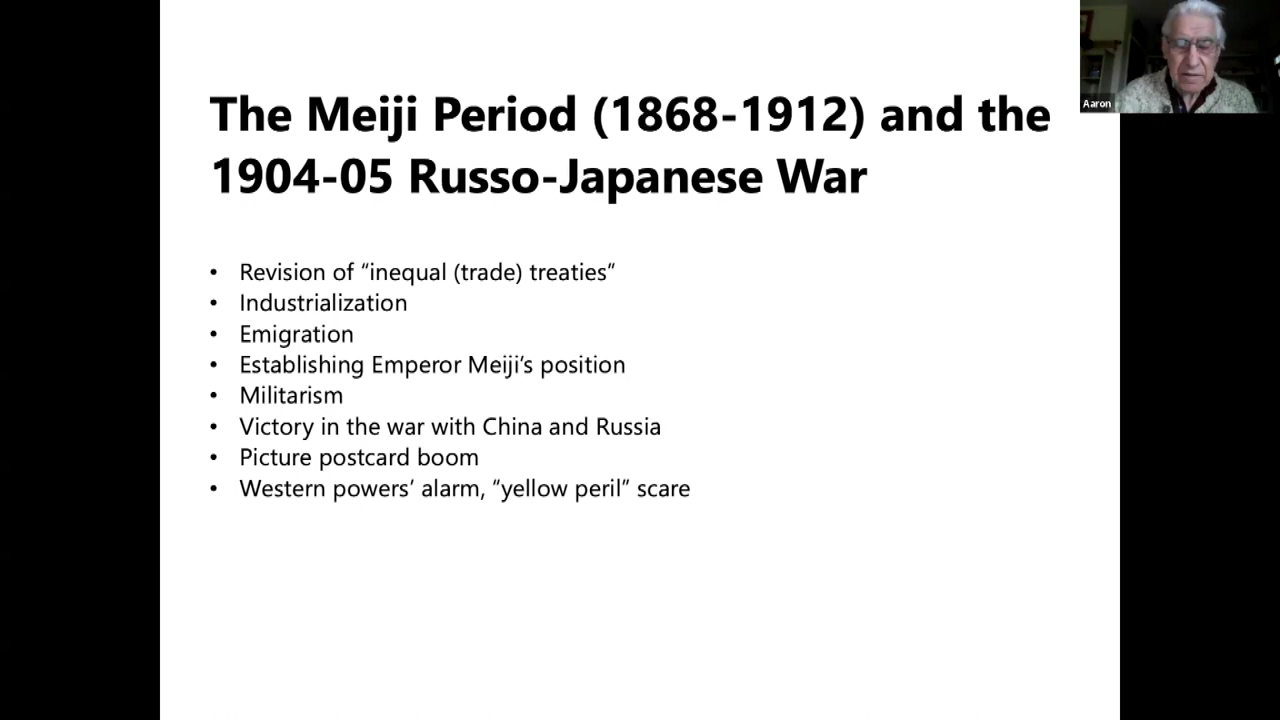 The Meiji Period (1868-1912) and the
1904-05 Russo-Japanese War
• Revision of “inequal (trade) treaties”
• Industrialization
• Emigration
• Establishing Emperor Meiji’s position
• Militarism
• Victory in the war with China and Russia
• Picture postcard boom
• Western powers’ alarm, “yellow peril” scare
Aaron